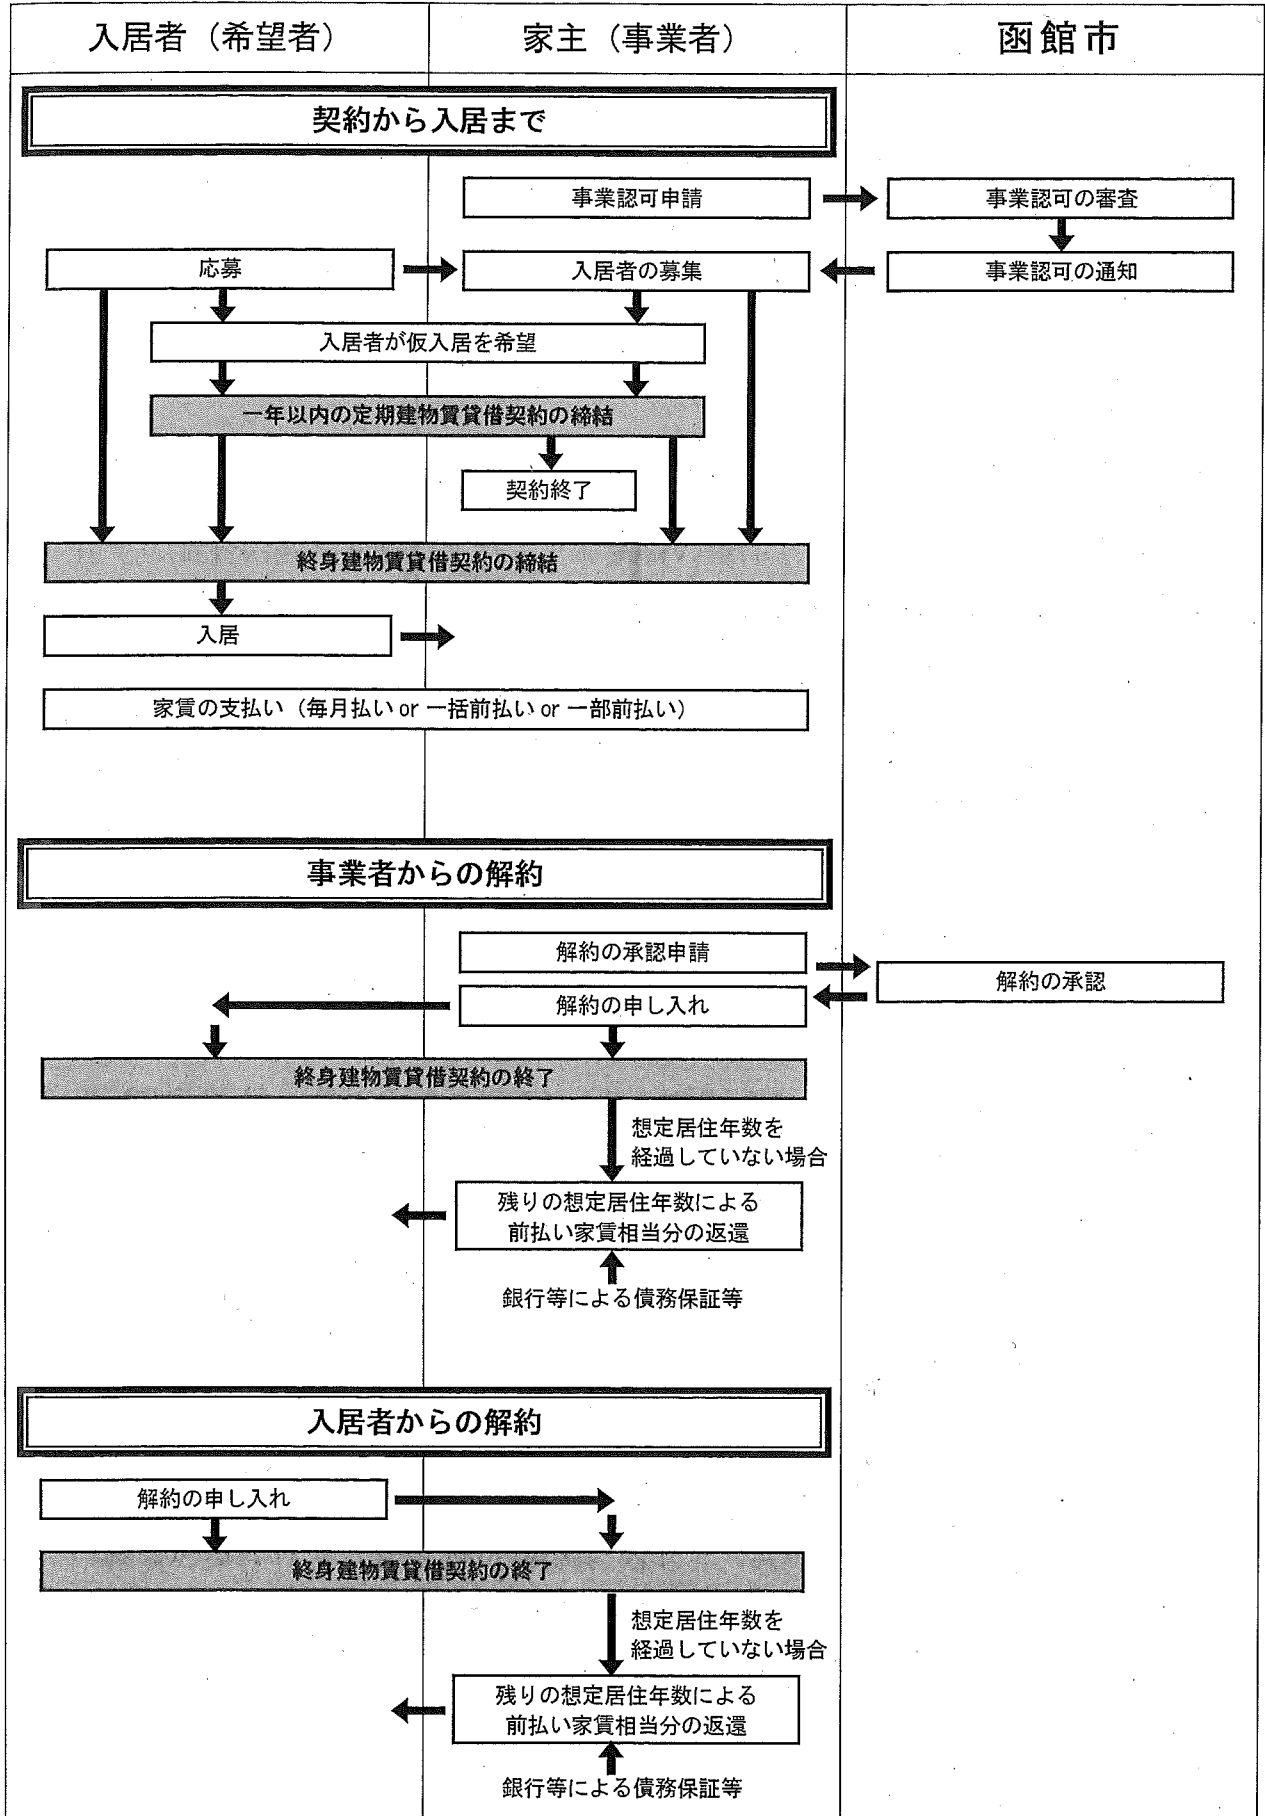 入居者（希望者）
家主（事業者）
函館市
契約から入居まで
事業認可申請
事業認可の審査
応募
入居者の募集
事業認可の通知
入居者が仮入居を希望
一年以内の定期建物賃貸借契約の締結
契約終了
終身建物賃貸借契約の締結
入居
家賃の支払い（毎月払い or 一括前払い or 一部前払い）
事業者からの解約
解約の承認申請
解約の承認
解約の申し入れ
終身建物賃貸借契約の終了
想定居住年数を
経過していない場合
残りの想定居住年数による
前払い家賃相当分の返還
銀行等による債務保証等
入居者からの解約
解約の申し入れ
終身建物賃貸借契約の終了
想定居住年数を
経過していない場合
残りの想定居住年数による
前払い家賃相当分の返還
銀行等による債務保証等